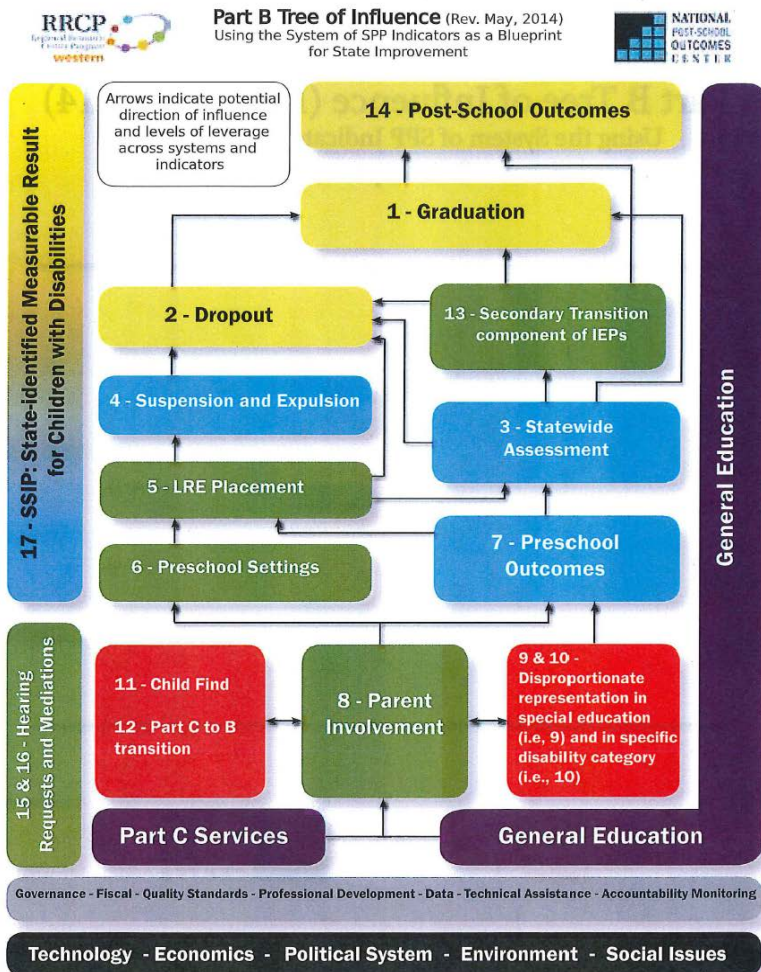 RRCP
Regional Resource
Center Program
western
Part B Tree of Influence (Rev. May, 2014)
Using the System of SPP Indicators as a Blueprint
for State Improvement
NATIONAL
POST-SCHOOL
OUTCOMES
CENTER
Arrows indicate potential
direction of influence
and levels of leverage
across systems and
indicators
14 - Post-School Outcomes
1 - Graduation
2 - Dropout
13 - Secondary Transition
component of IEPs
4 - Suspension and Expulsion
3 - Statewide
Assessment
5 - LRE Placement
6 - Preschool Settings
7 - Preschool
Outcomes
17 - SSIP: State-identified Measurable Result
for Children with Disabilities
General Education
15 & 16 - Hearing
Requests and Mediations
11 - Child Find
12 - Part C to B
transition
8 - Parent
Involvement
9 & 10 -
Disproportionate
representation in
special education
(i.e, 9) and in specific
disability category
(i.e., 10)
Part C Services
General Education
Governance - Fiscal - Quality Standards - Professional Development - Data - Technical Assistance - Accountability Monitoring
Technology - Economics - Political System - Environment - Social Issues